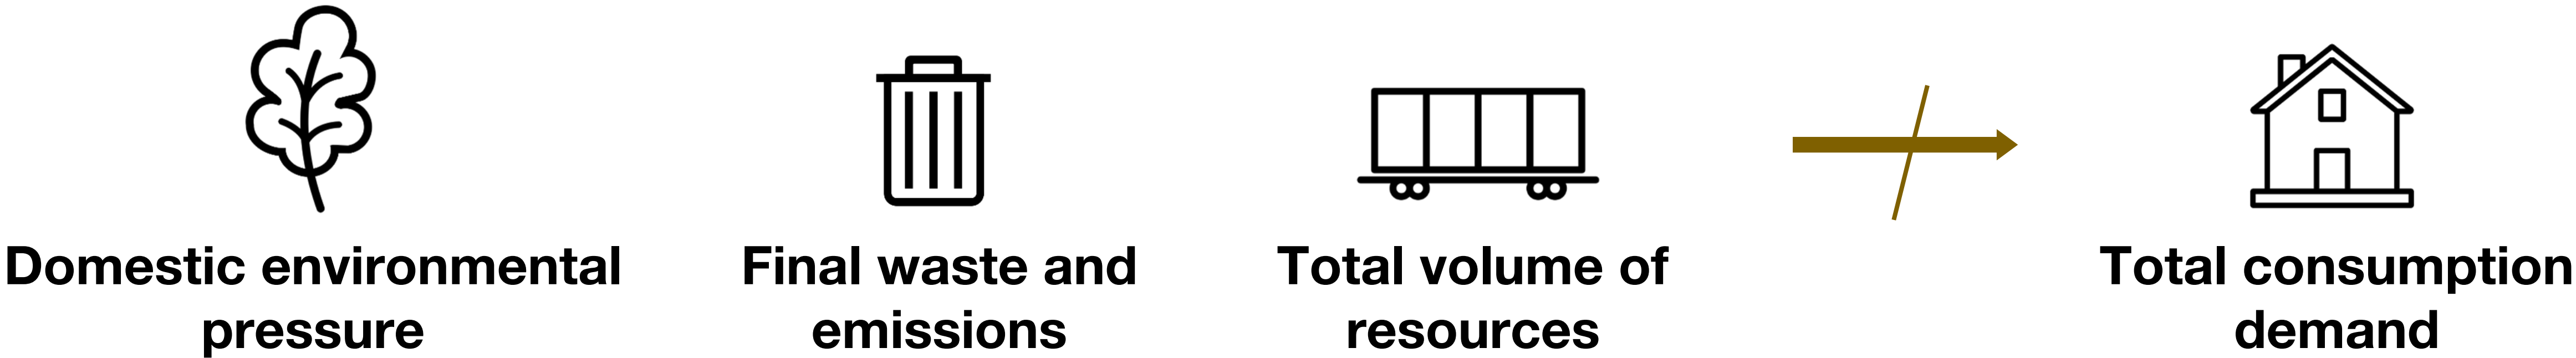 Domestic environmental
pressure
Final waste and
emissions
Total volume of
resources
Total consumption
demand